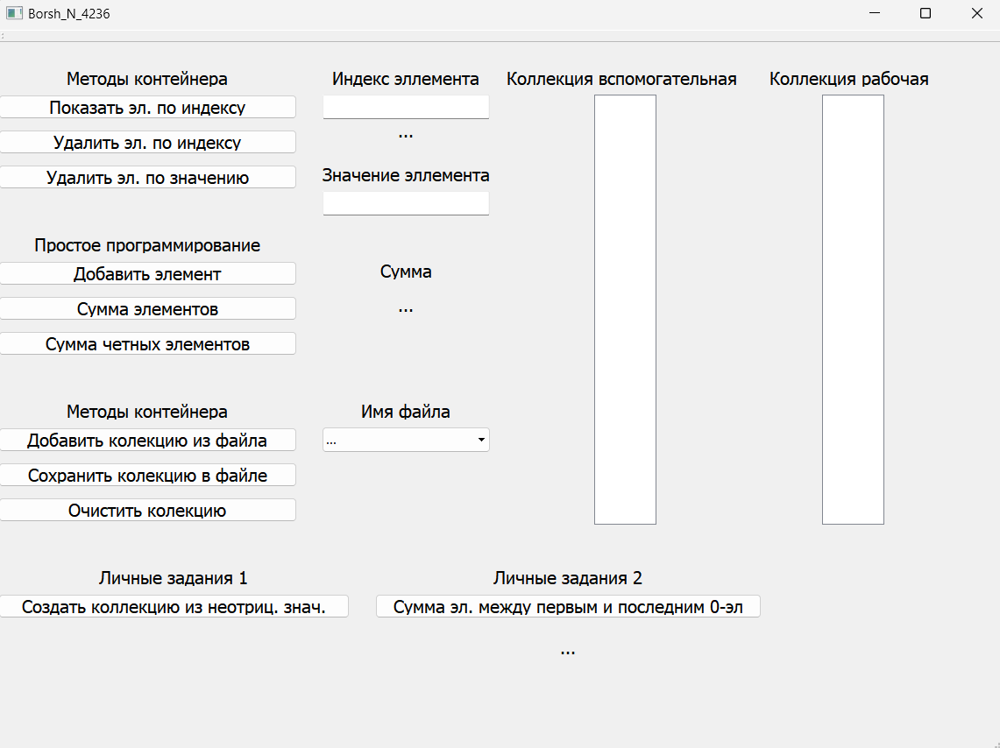 Borsh_N_4236
Методы контейнера
Индекс эллемента
Коллекция вспомогательная
Коллекция рабочая
Показать эл. по индексу
...
Удалить эл. по индексу
Значение эллемента
Удалить эл. по значению
Простое программирование
Добавить элемент
Сумма
Сумма элементов
...
Сумма четных элементов
Методы контейнера
Имя файла
Добавить колекцию из файла
...
Сохранить колекцию в файле
Очистить колекцию
Личные задания 1
Личные задания 2
Создать коллекцию из неотриц. знач.
Сумма эл. между первым и последним 0-эл
...